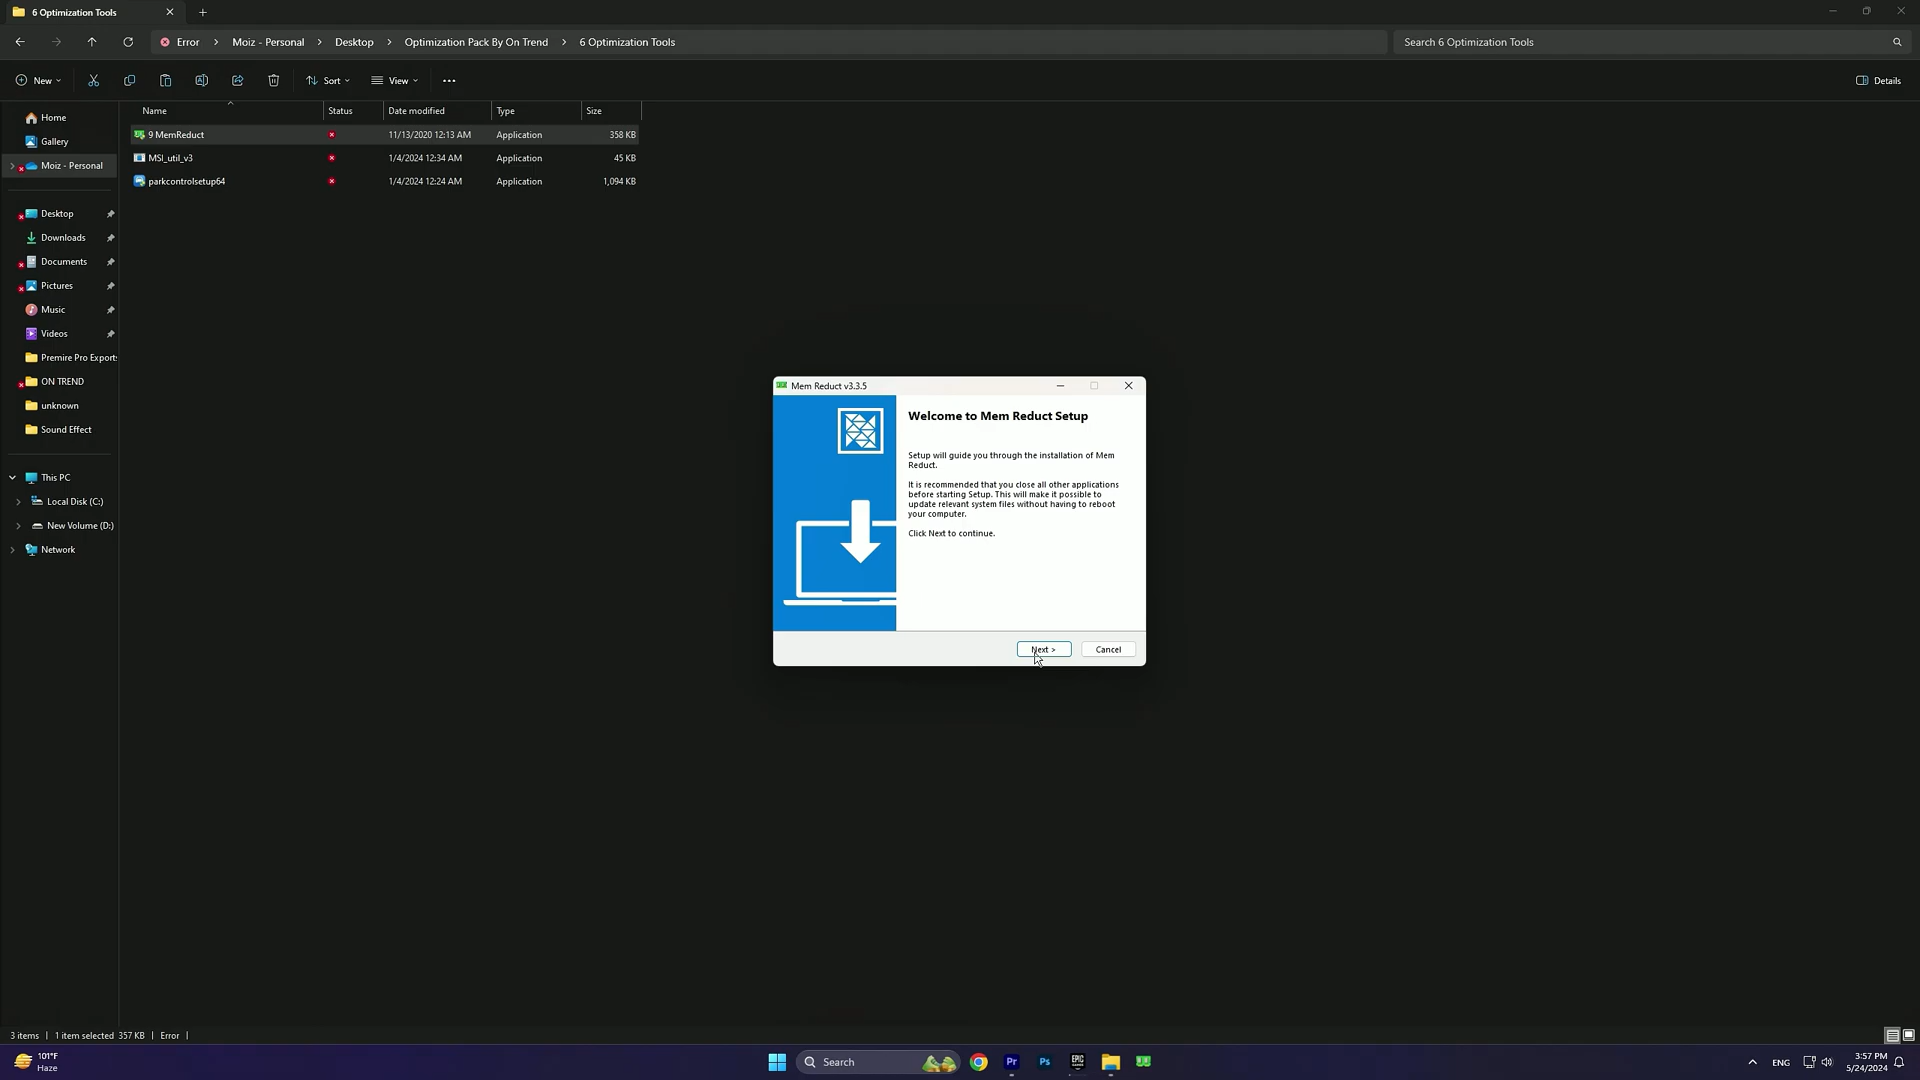 6 Optimization Tools
Error > Moiz - Personal > Desktop > Optimization Pack By On Trend > 6 Optimization Tools
Search 6 Optimization Tools
New
Sort
View
Details
Name
Status
Date modified
Type
Size
9 MemReduct 11/13/2020 12:13 AM Application 358 KB
MSI_util_v3 1/4/2024 12:34 AM Application 45 KB
parkcontrolsetup64 1/4/2024 12:24 AM Application 1,094 KB
Home
Gallery
Moiz - Personal
Desktop
Downloads
Documents
Pictures
Music
Videos
Premire Pro Exports
ON TREND
unknown
Sound Effect
This PC
Local Disk (C:)
New Volume (D:)
Network
Mem Reduct v3.3.5
Welcome to Mem Reduct Setup
Setup will guide you through the installation of Mem
Reduct.
It is recommended that you close all other applications
before starting Setup. This will make it possible to
update relevant system files without having to reboot
your computer.
Click Next to continue.
Next >
Cancel
3 items | 1 item selected 357 KB | Error |
101°F
Haze
Search
Pr
Ps
EPIC
GAMES
ENG
3:57 PM
5/24/2024